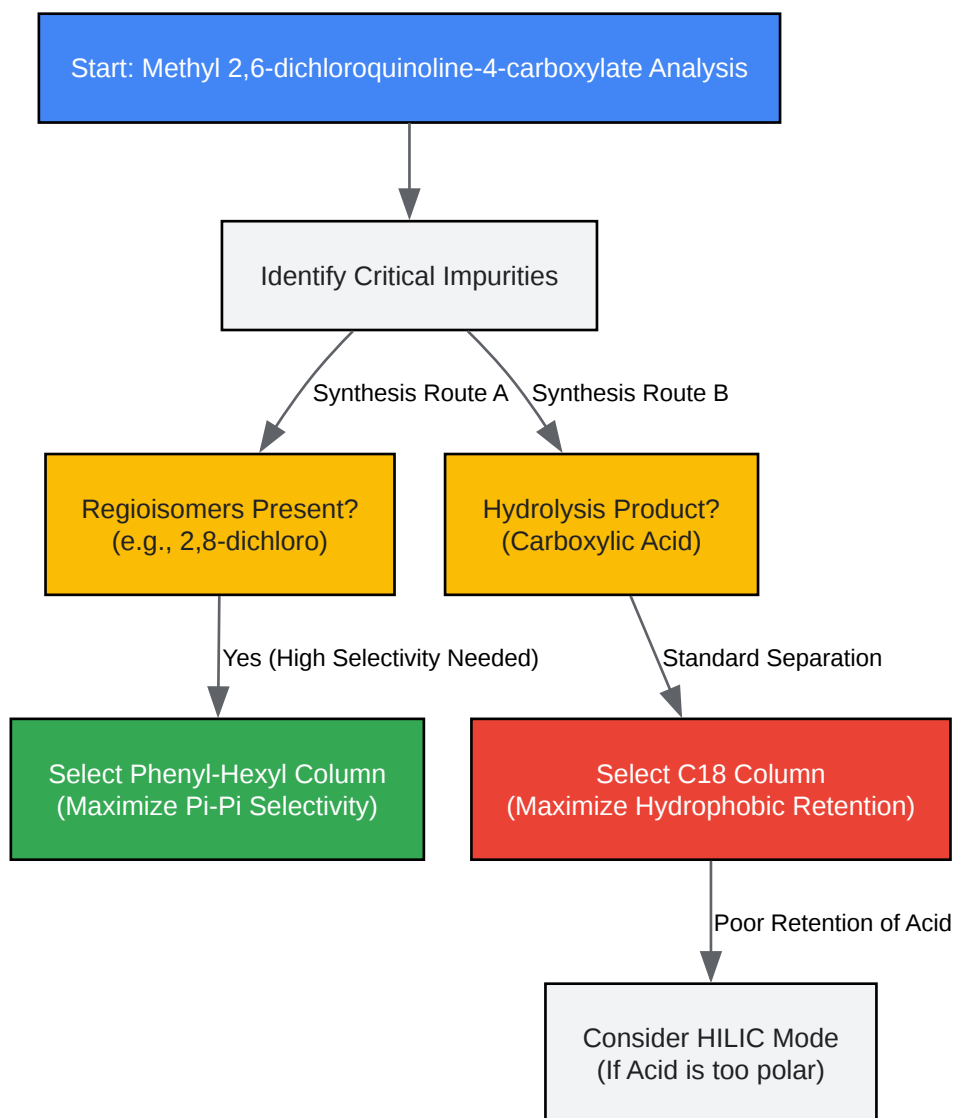 Start: Methyl 2,6-dichloroquinoline-4-carboxylate Analysis
Identify Critical Impurities
Synthesis Route A
Synthesis Route B
Regioisomers Present?
(e.g., 2,8-dichloro)
Hydrolysis Product?
(Carboxylic Acid)
Yes (High Selectivity Needed)
Standard Separation
Select Phenyl-Hexyl Column
(Maximize Pi-Pi Selectivity)
Select C18 Column
(Maximize Hydrophobic Retention)
Poor Retention of Acid
Consider HILIC Mode
(If Acid is too polar)